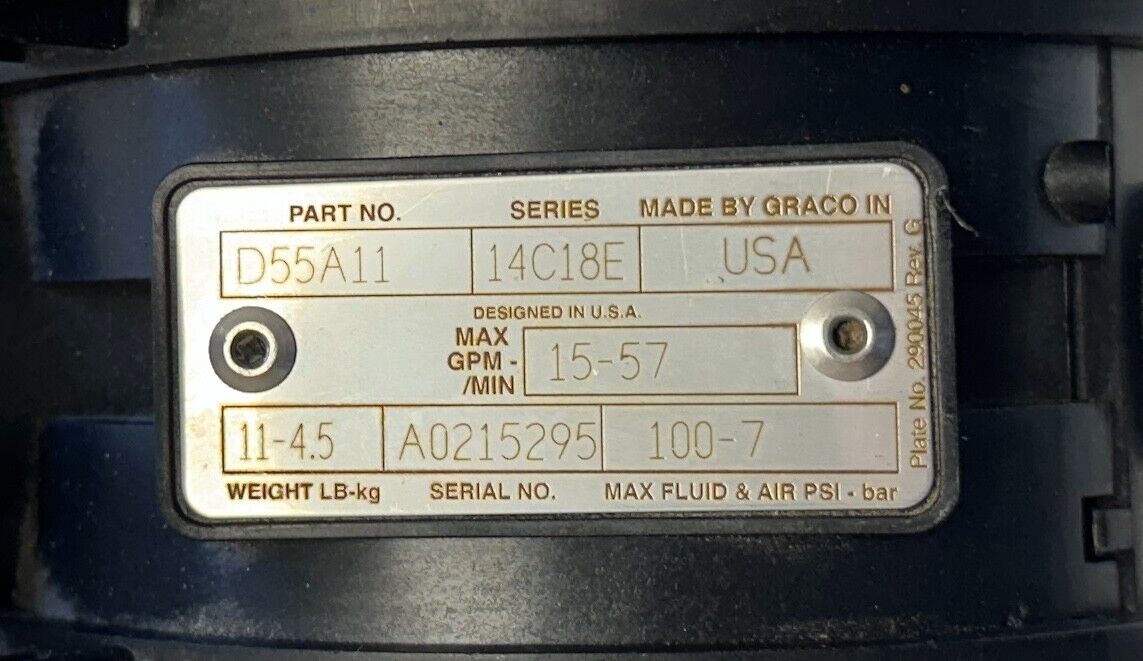 PART NO. SERIES MADE BY GRACO IN
D55A11 14C18E USA
DESIGNED IN U.S.A.
MAX
GPM -
/MIN
15-57
11-4.5 A0215295 100-7
WEIGHT LB-kg SERIAL NO. MAX FLUID & AIR PSI - bar
Plate No. 290045 Rev. G